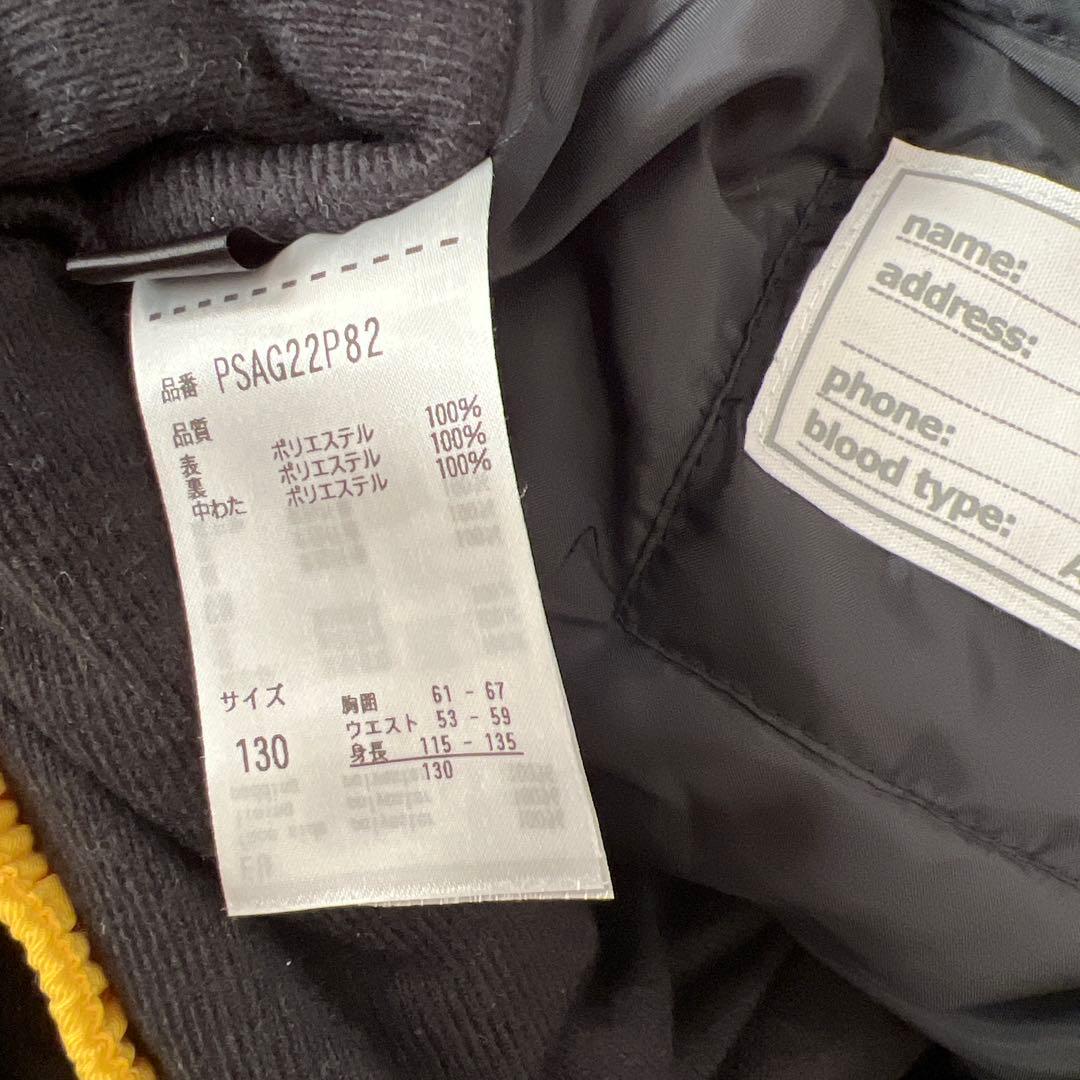 品番 PSAG22P82
品質
表 ポリエステル 100%
裏 ポリエステル 100%
中わた ポリエステル 100%
サイズ
130
胸囲 61 - 67
ウエスト 53 - 59
身長 115 - 135
130
name:
address:
phone:
blood type:
A